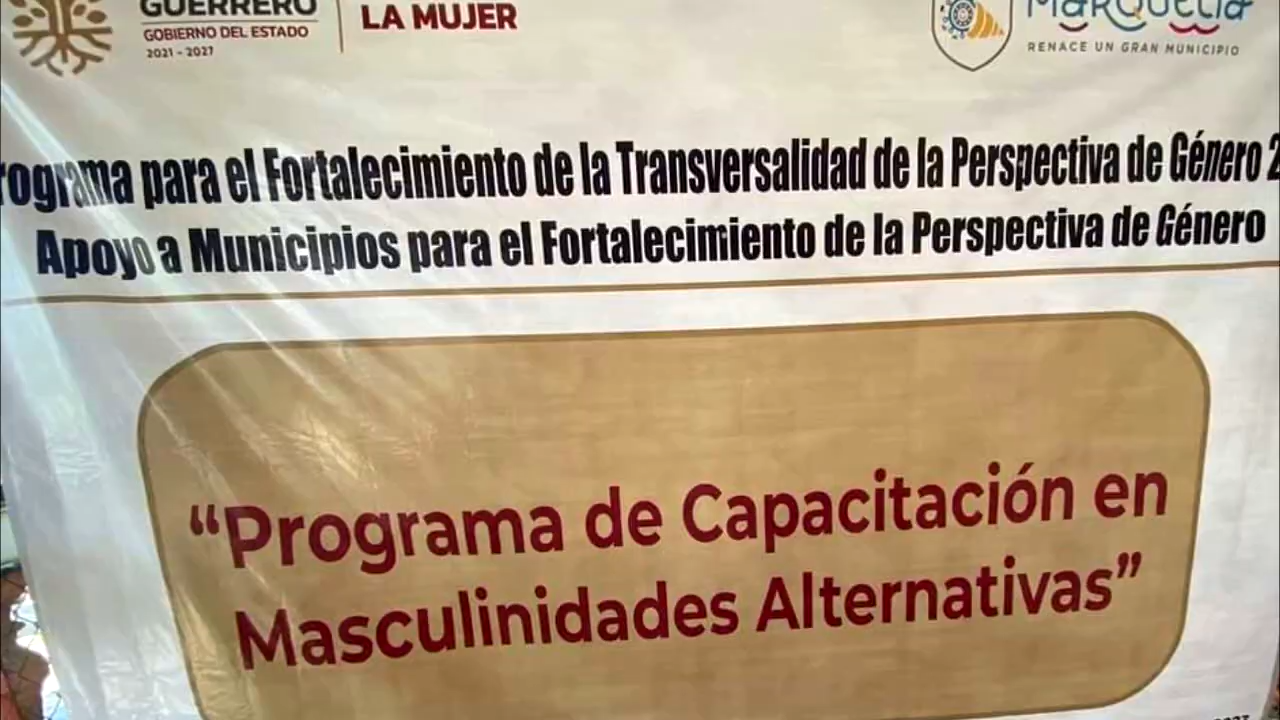 GUERRERO
GOBIERNO DEL ESTADO
2021 - 2027
LA MUJER
MARQUELIA
RENACE UN GRAN MUNICIPIO
rograma para el Fortalecimiento de la Transversalidad de la Perspectiva de Género 2
Apoyo a Municipios para el Fortalecimiento de la Perspectiva de Género
“Programa de Capacitación en
Masculinidades Alternativas”